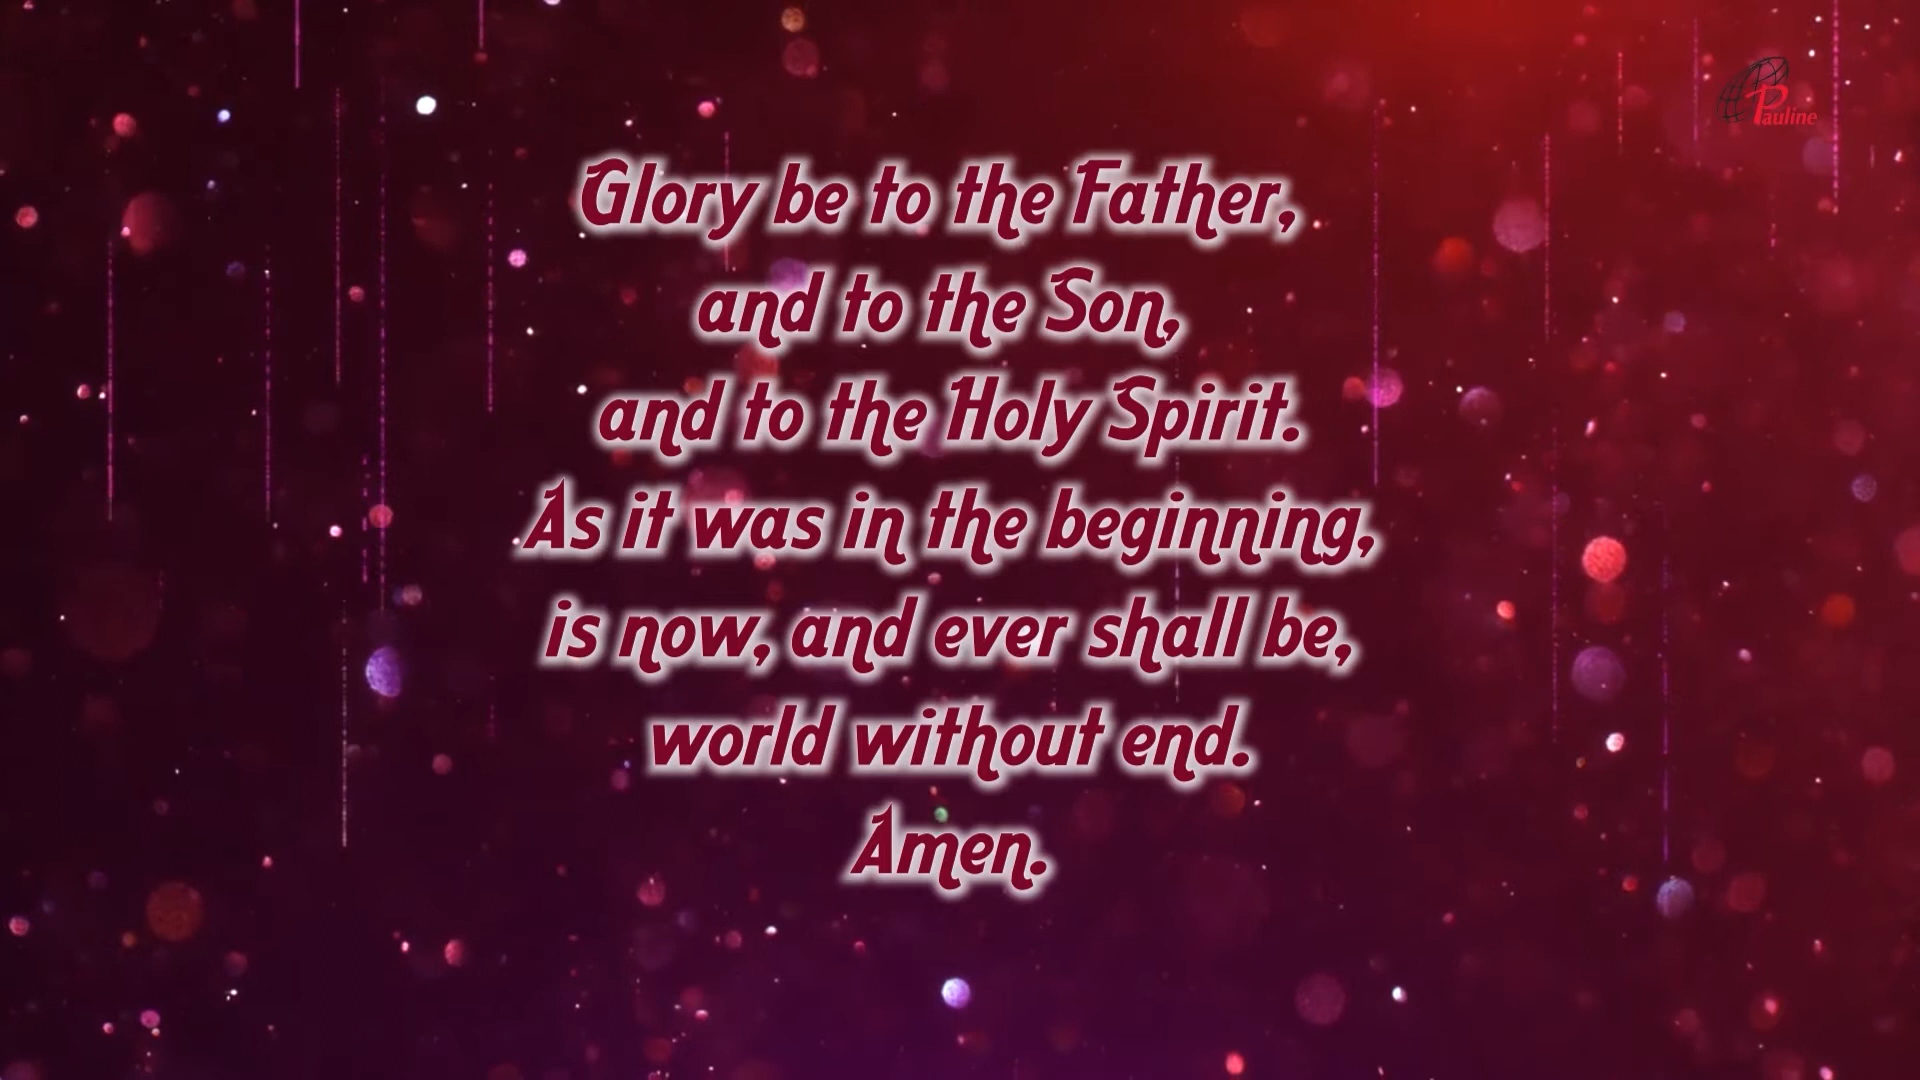 Pauline
Glory be to the Father,
and to the Son,
and to the Holy Spirit.
As it was in the beginning,
is now, and ever shall be,
world without end.
Amen.